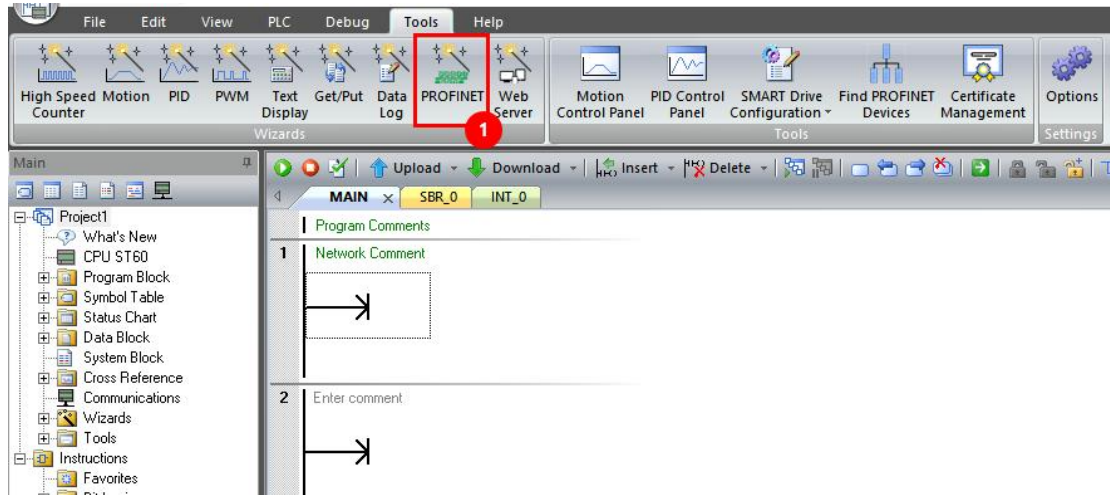 File Edit View PLC Debug Tools Help
High Speed Counter Motion PID PWM Text Display Get/Put Data Log PROFINET Web Server Motion Control Panel PID Control Panel SMART Drive Configuration Find PROFINET Devices Certificate Management Options
1
Wizards Tools Settings
Main
Upload Download Insert Delete
MAIN SBR_0 INT_0
Project1
What's New
CPU ST60
Program Block
Symbol Table
Status Chart
Data Block
System Block
Cross Reference
Communications
Wizards
Tools
Instructions
Favorites
Program Comments
1 Network Comment
2 Enter comment